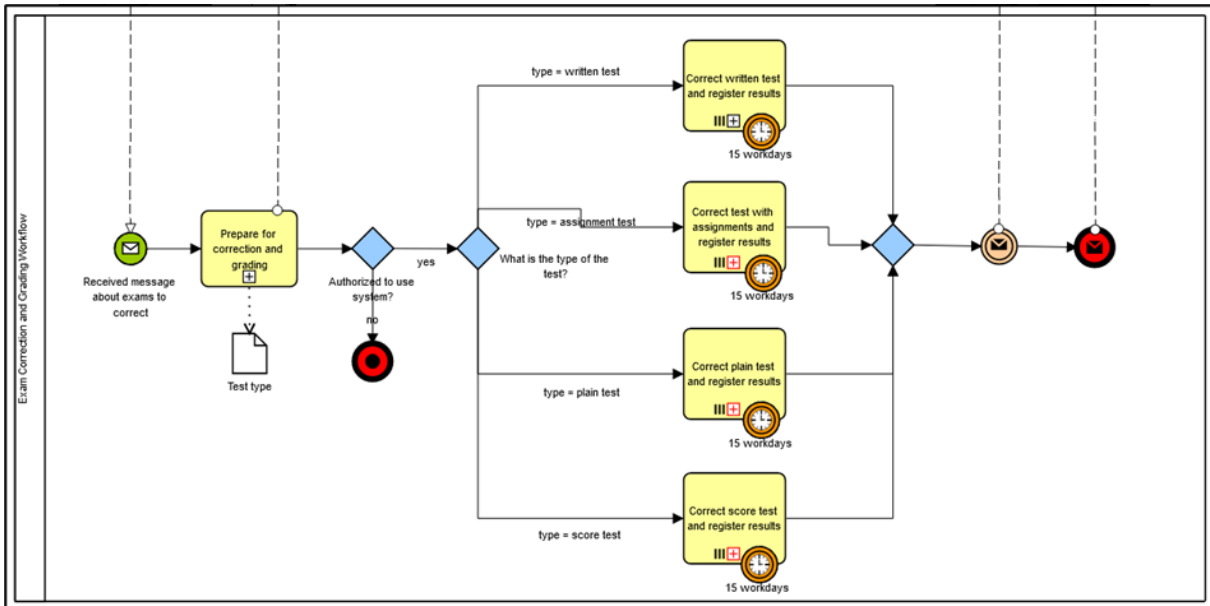 Exam Correction and Grading Workflow
Received message
about exams to
correct
Prepare for
correction and
grading
Test type
Authorized to use
system?
yes
no
What is the type of the
test?
type = written test
Correct written test
and register results
15 workdays
type = assignment test
Correct test with
assignments and
register results
15 workdays
type = plain test
Correct plain test
and register results
15 workdays
type = score test
Correct score test
and register results
15 workdays